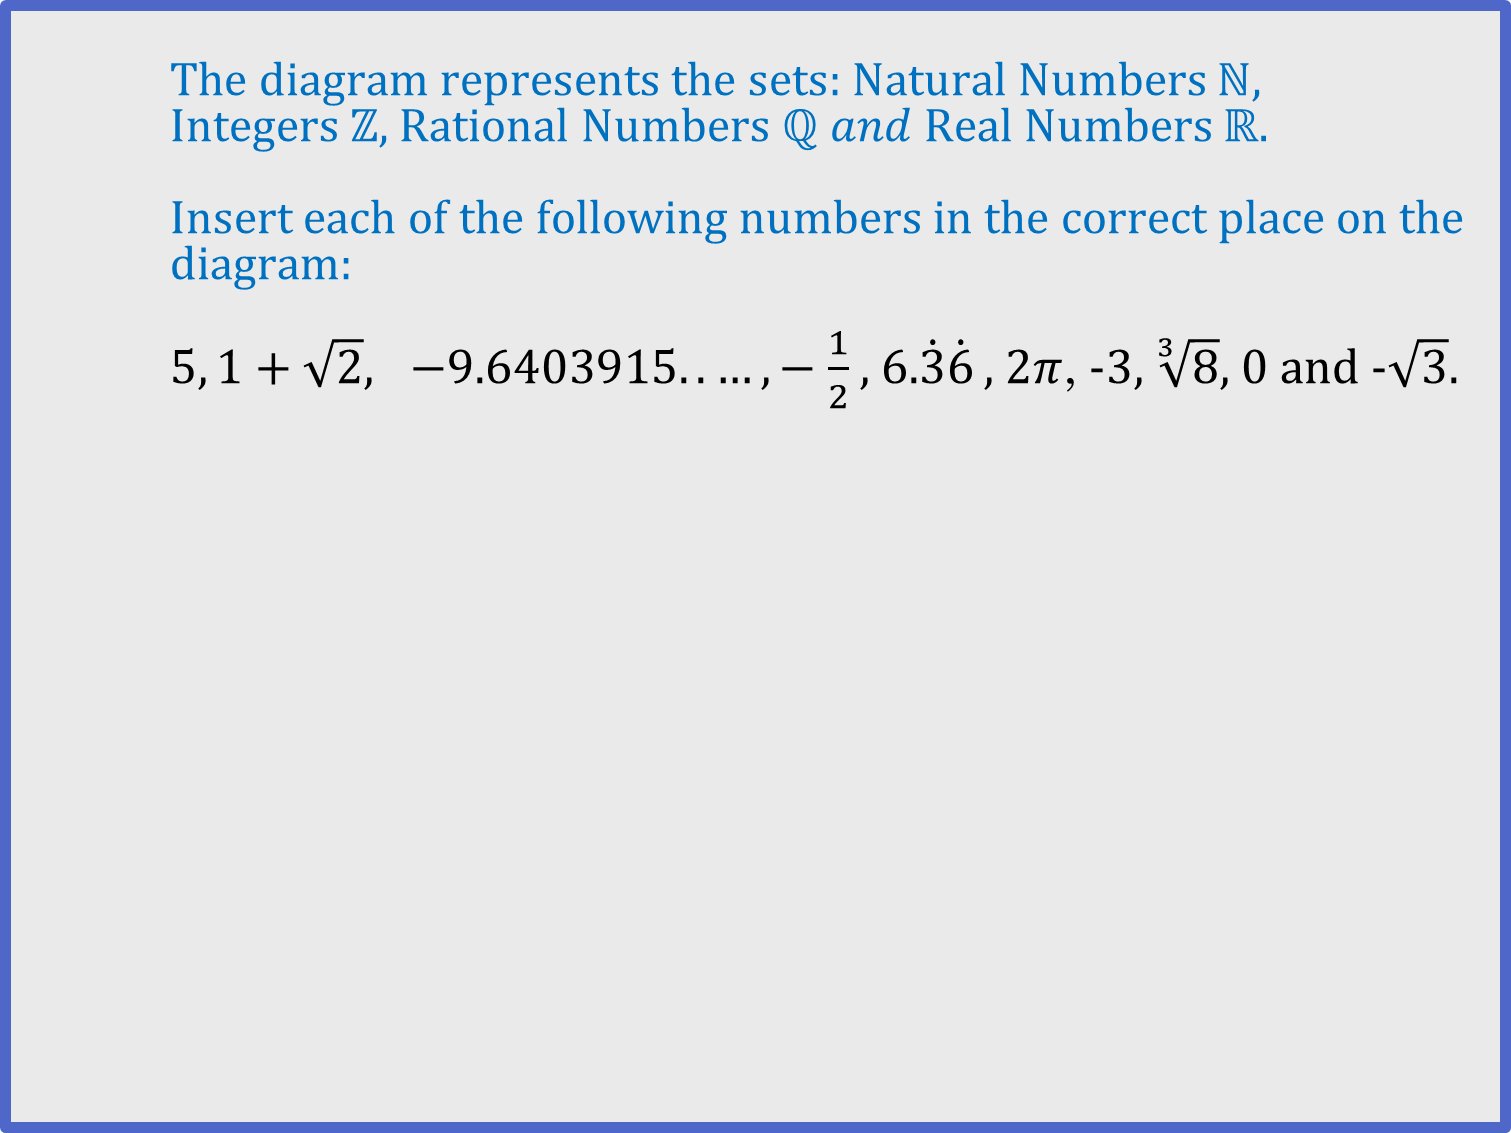 The diagram represents the sets: Natural Numbers ℕ,
Integers ℤ, Rational Numbers ℚ and Real Numbers ℝ.
Insert each of the following numbers in the correct place on the
diagram:
5, 1 + √2, −9.6403915. . … , − 1/2 , 6.3̇6̇ , 2π, -3, ∛8, 0 and -√3.